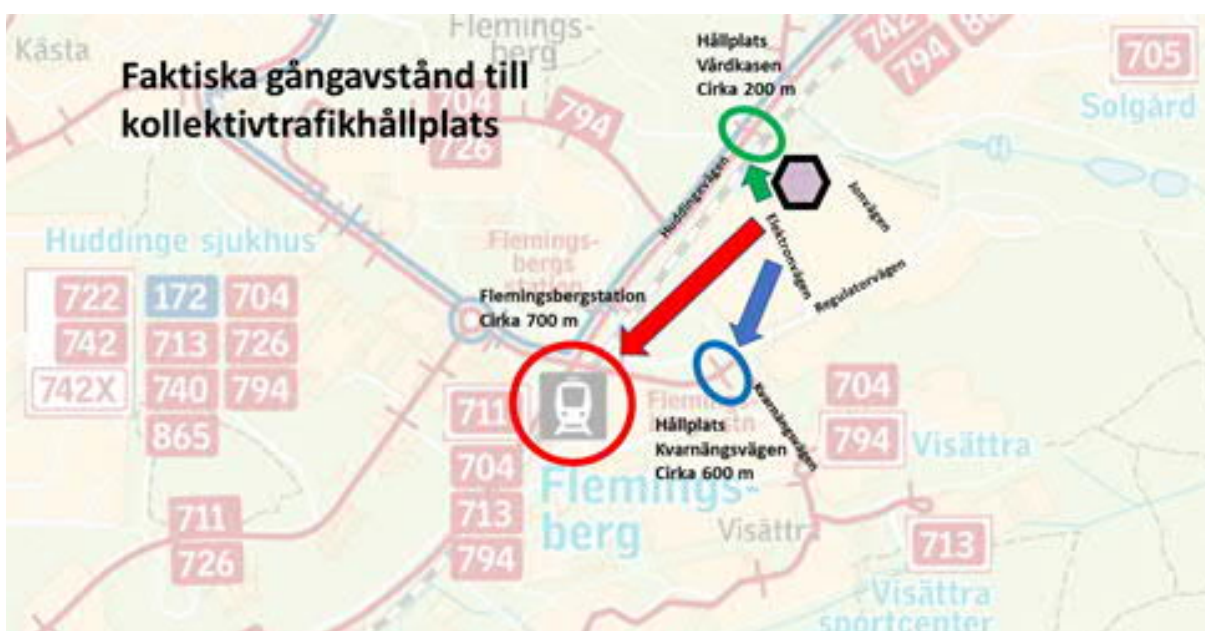 Faktiska gångavstånd till
kollektivtrafikhållplats
Kästa
Flemings-
berg
Hållplats
Vårdkasen
Cirka 200 m
742
794
705
Solgård
704
726
794
Huddingevägen
Jonvägen
Elektronvägen
Regulatorvägen
Huddinge sjukhus
722
172
704
742
713
726
742X
740
794
865
Flemings-
bergs
station
Flemingsbergstation
Cirka 700 m
711
704
713
794
Flemings-
berg
Hållplats
Kvarnängsvägen
Cirka 600 m
Kvarnängsvägen
704
794
Visättra
711
726
713
Visättra
sportcenter